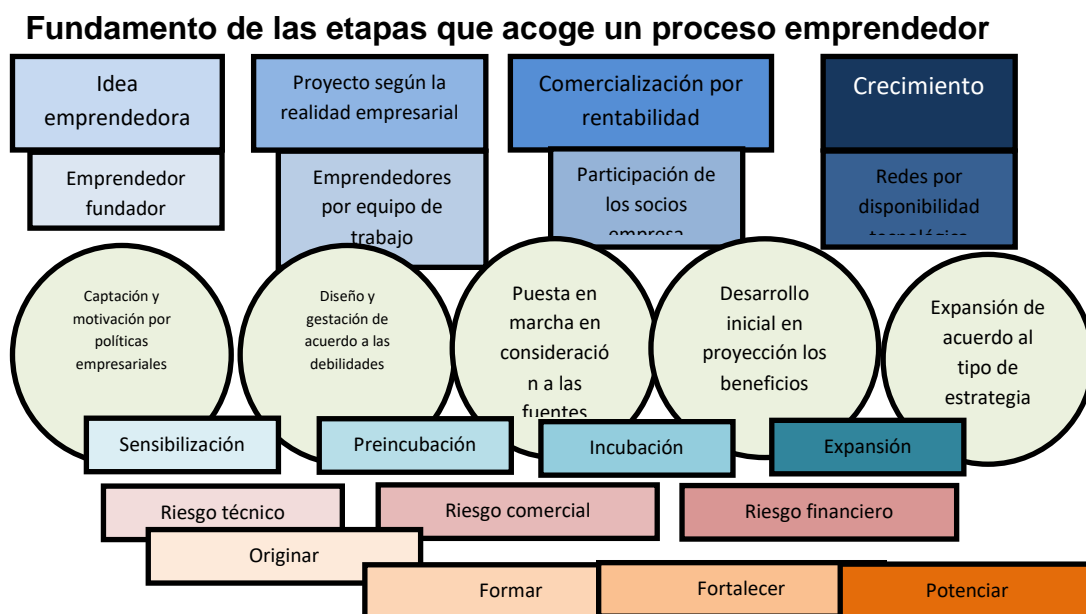 Fundamento de las etapas que acoge un proceso emprendedor
Idea
emprendedora
Proyecto según la
realidad empresarial
Comercialización por
rentabilidad
Crecimiento
Emprendedor
fundador
Emprendedores
por equipo de
trabajo
Participación de
los socios
empresa
Redes por
disponibilidad
tecnológica
Captación y
motivación por
políticas
empresariales
Diseño y
gestación de
acuerdo a las
debilidades
Puesta en
marcha en
consideració
n a las
fuentes
Desarrollo
inicial en
proyección los
beneficios
Expansión de
acuerdo al
tipo de
estrategia
Sensibilización
Preincubación
Incubación
Expansión
Riesgo técnico
Riesgo comercial
Riesgo financiero
Originar
Formar
Fortalecer
Potenciar